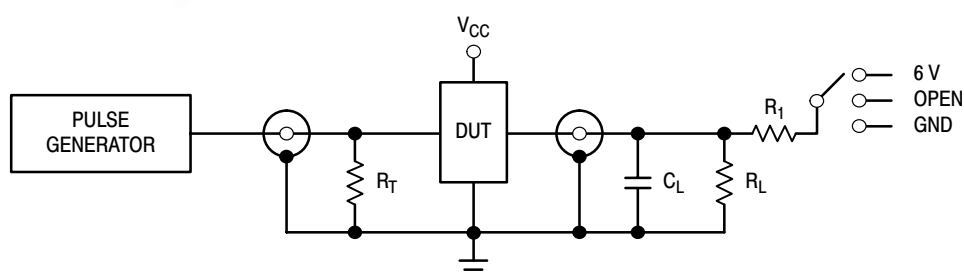 V_CC
PULSE
GENERATOR
DUT
R_T
C_L
R_L
R_1
6 V
OPEN
GND